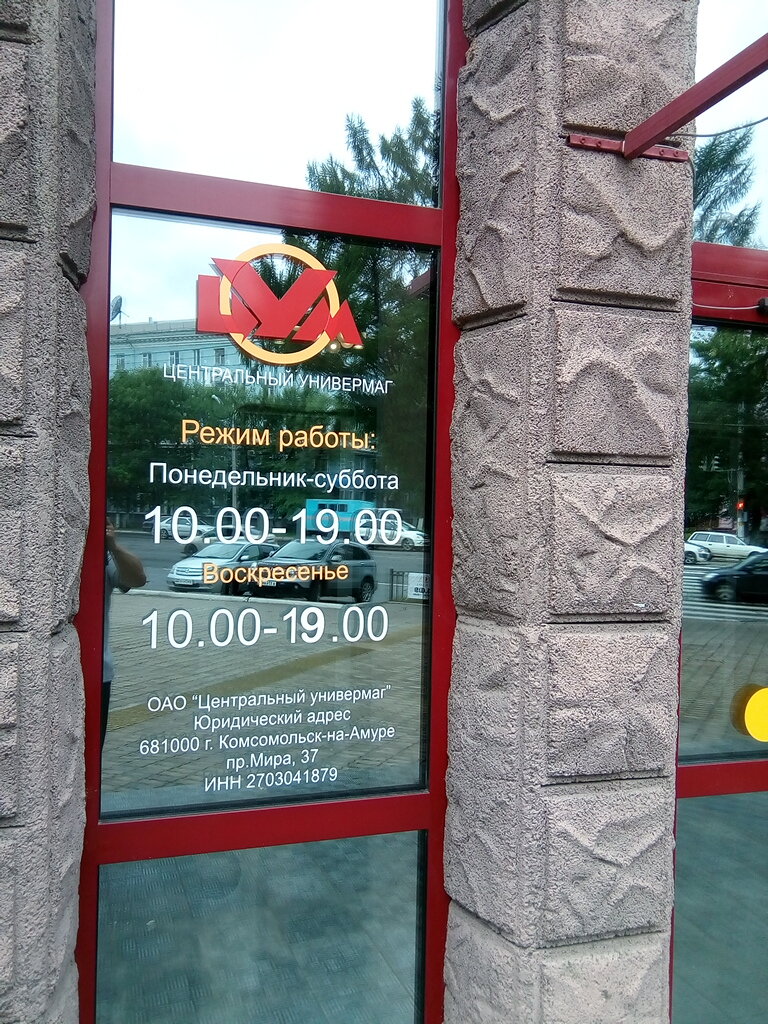 ЦУМ
ЦЕНТРАЛЬНЫЙ УНИВЕРМАГ
Режим работы:
Понедельник-суббота
10.00-19.00
Воскресенье
10.00-19.00
ОАО “Центральный универмаг”
Юридический адрес
681000 г. Комсомольск-на-Амуре
пр.Мира, 37
ИНН 2703041879